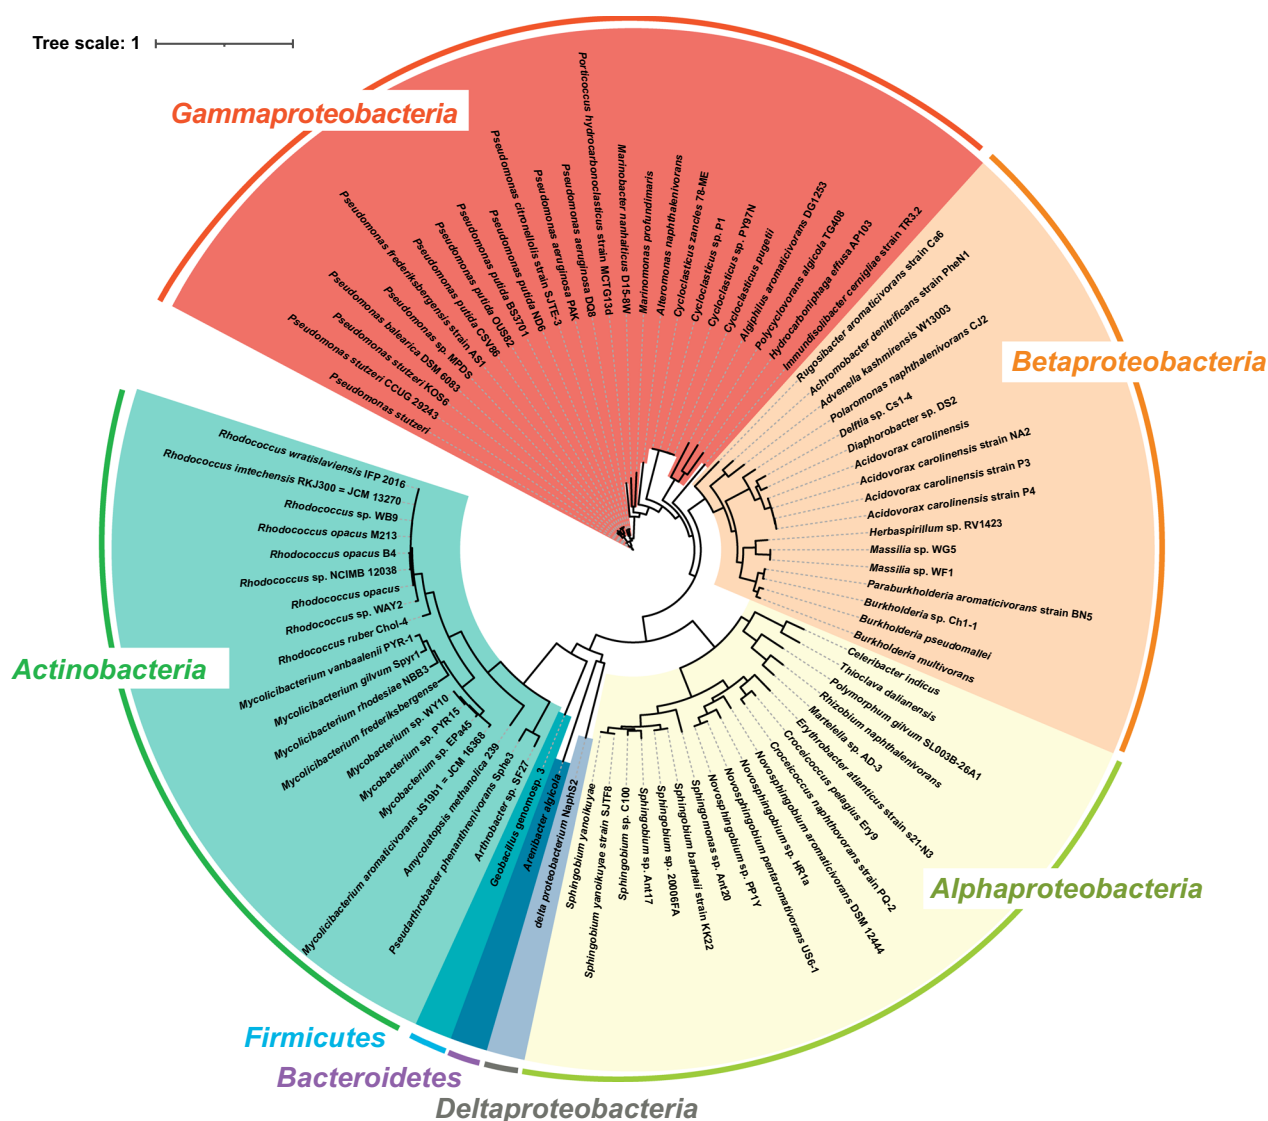 Tree scale: 1
Gammaproteobacteria
Pseudomonas stutzeri
Pseudomonas stutzeri CCUG 29243
Pseudomonas stutzeri KOS6
Pseudomonas balearica DSM 6083
Pseudomonas sp. MPDS
Pseudomonas frederiksbergensis strain AS1
Pseudomonas putida CSV86
Pseudomonas putida OUS82
Pseudomonas putida BS3701
Pseudomonas putida ND6
Pseudomonas citronellolis strain SJTE-3
Pseudomonas aeruginosa PAK
Pseudomonas aeruginosa DQ8
Porticoccus hydrocarbonoclasticus strain MCTG13d
Marinobacter nanhaiticus D15-8W
Marinomonas profundimaris
Alteromonas naphthalenivorans
Cycloclasticus zancles 78-ME
Cycloclasticus sp. P1
Cycloclasticus sp. PY97N
Cycloclasticus pugetii
Algiphilus aromaticivorans DG1253
Polycyclovorans algicola TG408
Hydrocarboniphaga effusa AP103
Immundisolibacter cernigliae strain TR3.2
Betaproteobacteria
Rugosibacter aromaticivorans strain Ca6
Achromobacter denitrificans strain PheN1
Advenella kashmirensis W13003
Polaromonas naphthalenivorans CJ2
Delftia sp. Cs1-4
Diaphorobacter sp. DS2
Acidovorax carolinensis
Acidovorax carolinensis strain NA2
Acidovorax carolinensis strain P3
Acidovorax carolinensis strain P4
Herbaspirillum sp. RV1423
Massilia sp. WG5
Massilia sp. WF1
Paraburkholderia aromaticivorans strain BN5
Burkholderia sp. Ch1-1
Burkholderia pseudomallei
Burkholderia multivorans
Alphaproteobacteria
Celeribacter indicus
Thioclava dalianensis
Polymorphum gilvum SL003B-26A1
Rhizobium naphthalenivorans
Martelella sp. AD-3
Erythrobacter atlanticus strain s21-N3
Croceicoccus pelagius Ery9
Croceicoccus naphthovorans strain PQ-2
Novosphingobium aromaticivorans DSM 12444
Novosphingobium sp. HR1a
Novosphingobium pentaromativorans US6-1
Novosphingobium sp. PP1Y
Sphingomonas sp. Ant20
Sphingobium barthaii strain KK22
Sphingobium sp. 20006FA
Sphingobium sp. Ant17
Sphingobium sp. C100
Sphingobium yanoikuyae strain SJTF8
Sphingobium yanoikuyae
Deltaproteobacteria
delta proteobacterium NaphS2
Bacteroidetes
Arenibacter algicola
Firmicutes
Geobacillus genomosp. 3
Actinobacteria
Arthrobacter sp. SF27
Pseudarthrobacter phenanthrenivorans Sphe3
Amycolatopsis methanolica 239
Mycolicibacterium aromaticivorans JS19b1 = JCM 16368
Mycobacterium sp. EPa45
Mycobacterium sp. PYR15
Mycobacterium sp. WY10
Mycolicibacterium frederiksbergense
Mycolicibacterium rhodesiae NBB3
Mycolicibacterium gilvum Spyr1
Mycolicibacterium vanbaalenii PYR-1
Rhodococcus ruber Chol-4
Rhodococcus sp. WAY2
Rhodococcus opacus
Rhodococcus sp. NCIMB 12038
Rhodococcus opacus B4
Rhodococcus opacus M213
Rhodococcus sp. WB9
Rhodococcus imtechensis RKJ300 = JCM 13270
Rhodococcus wratislaviensis IFP 2016